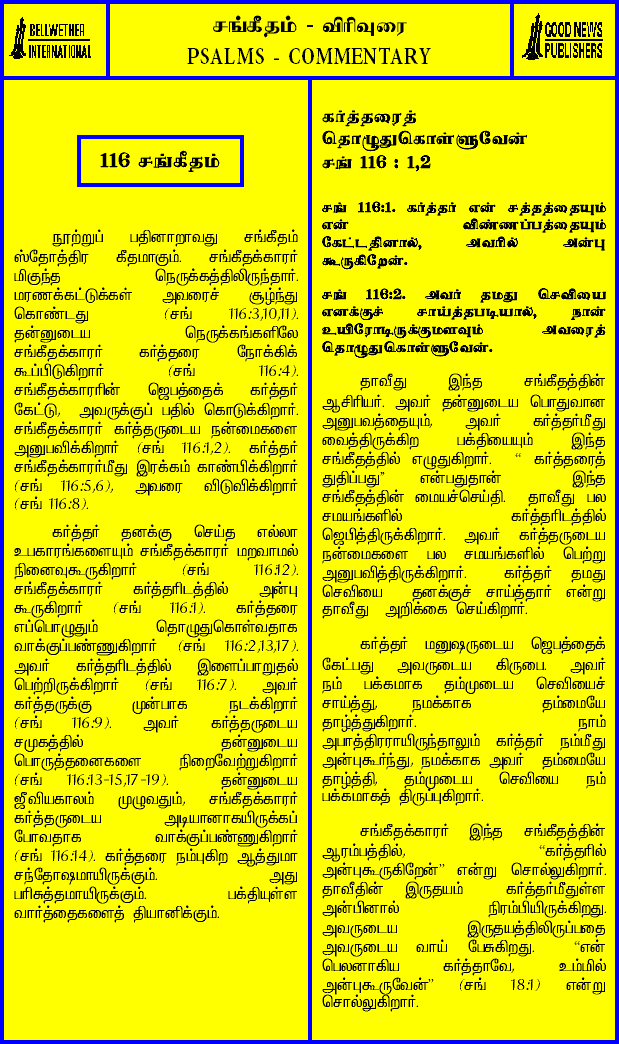 BELLWETHER
INTERNATIONAL
சங்கீதம் - விரிவுரை
PSALMS - COMMENTARY
GOOD NEWS
PUBLISHERS
116 சங்கீதம்
நூற்றுப் பதினாறாவது சங்கீதம்
ஸ்தோத்திர கீதமாகும். சங்கீதக்காரர்
மிகுந்த நெருக்கத்திலிருந்தார்.
மரணக்கட்டுக்கள் அவரைச் சூழ்ந்து
கொண்டது (சங் 116:3,10,11).
தன்னுடைய நெருக்கங்களிலே
சங்கீதக்காரர் கர்த்தரை நோக்கிக்
கூப்பிடுகிறார் (சங் 116:4).
சங்கீதக்காரரின் ஜெபத்தைக் கர்த்தர்
கேட்டு, அவருக்குப் பதில் கொடுக்கிறார்.
சங்கீதக்காரர் கர்த்தருடைய நன்மைகளை
அனுபவிக்கிறார் (சங் 116:1,2). கர்த்தர்
சங்கீதக்காரர்மீது இரக்கம் காண்பிக்கிறார்
(சங் 116:5,6), அவரை விடுவிக்கிறார்
(சங் 116:8).
கர்த்தர் தனக்கு செய்த எல்லா
உபகாரங்களையும் சங்கீதக்காரர் மறவாமல்
நினைவுகூருகிறார் (சங் 116:12).
சங்கீதக்காரர் கர்த்தரிடத்தில் அன்பு
கூருகிறார் (சங் 116:1). கர்த்தரை
எப்பொழுதும் தொழுதுகொள்வதாக
வாக்குப்பண்ணுகிறார் (சங் 116:2,13,17).
அவர் கர்த்தரிடத்தில் இளைப்பாறுதல்
பெற்றிருக்கிறார் (சங் 116:7). அவர்
கர்த்தருக்கு முன்பாக நடக்கிறார்
(சங் 116:9). அவர் கர்த்தருடைய
சமுகத்தில் தன்னுடைய
பொருத்தனைகளை நிறைவேற்றுகிறார்
(சங் 116:13-15,17-19). தன்னுடைய
ஜீவியகாலம் முழுவதும், சங்கீதக்காரர்
கர்த்தருடைய அடியானாகயிருக்கப்
போவதாக வாக்குப்பண்ணுகிறார்
(சங் 116:14). கர்த்தரை நம்புகிற ஆத்துமா
சந்தோஷமாயிருக்கும். அது
பரிசுத்தமாயிருக்கும். பக்தியுள்ள
வார்த்தைகளைத் தியானிக்கும்.
கர்த்தரைத்
தொழுதுகொள்ளுவேன்
சங் 116 : 1,2
சங் 116:1. கர்த்தர் என் சத்தத்தையும்
என் விண்ணப்பத்தையும்
கேட்டதினால், அவரில் அன்பு
கூருகிறேன்.
சங் 116:2. அவர் தமது செவியை
எனக்குச் சாய்த்தபடியால், நான்
உயிரோடிருக்குமளவும் அவரைத்
தொழுதுகொள்ளுவேன்.
தாவீது இந்த சங்கீதத்தின்
ஆசிரியர். அவர் தன்னுடைய பொதுவான
அனுபவத்தையும், அவர் கர்த்தர்மீது
வைத்திருக்கிற பக்தியையும் இந்த
சங்கீதத்தில் எழுதுகிறார். “ கர்த்தரைத்
துதிப்பது” என்பதுதான் இந்த
சங்கீதத்தின் மையச்செய்தி. தாவீது பல
சமயங்களில் கர்த்தரிடத்தில்
ஜெபித்திருக்கிறார். அவர் கர்த்தருடைய
நன்மைகளை பல சமயங்களில் பெற்று
அனுபவித்திருக்கிறார். கர்த்தர் தமது
செவியை தனக்குச் சாய்த்தார் என்று
தாவீது அறிக்கை செய்கிறார்.
கர்த்தர் மனுஷருடைய ஜெபத்தைக்
கேட்பது அவருடைய கிருபை. அவர்
நம் பக்கமாக தம்முடைய செவியைச்
சாய்த்து, நமக்காக தம்மையே
தாழ்த்துகிறார். நாம்
அபாத்திரராயிருந்தாலும் கர்த்தர் நம்மீது
அன்புகூர்ந்து, நமக்காக அவர் தம்மையே
தாழ்த்தி, தம்முடைய செவியை நம்
பக்கமாகத் திருப்புகிறார்.
சங்கீதக்காரர் இந்த சங்கீதத்தின்
ஆரம்பத்தில், “கர்த்தரில்
அன்புகூருகிறேன்” என்று சொல்லுகிறார்.
தாவீதின் இருதயம் கர்த்தர்மீதுள்ள
அன்பினால் நிரம்பியிருக்கிறது.
அவருடைய இருதயத்திலிருப்பதை
அவருடைய வாய் பேசுகிறது. “என்
பெலனாகிய கர்த்தாவே, உம்மில்
அன்புகூருவேன்” (சங் 18:1) என்று
சொல்லுகிறார்.